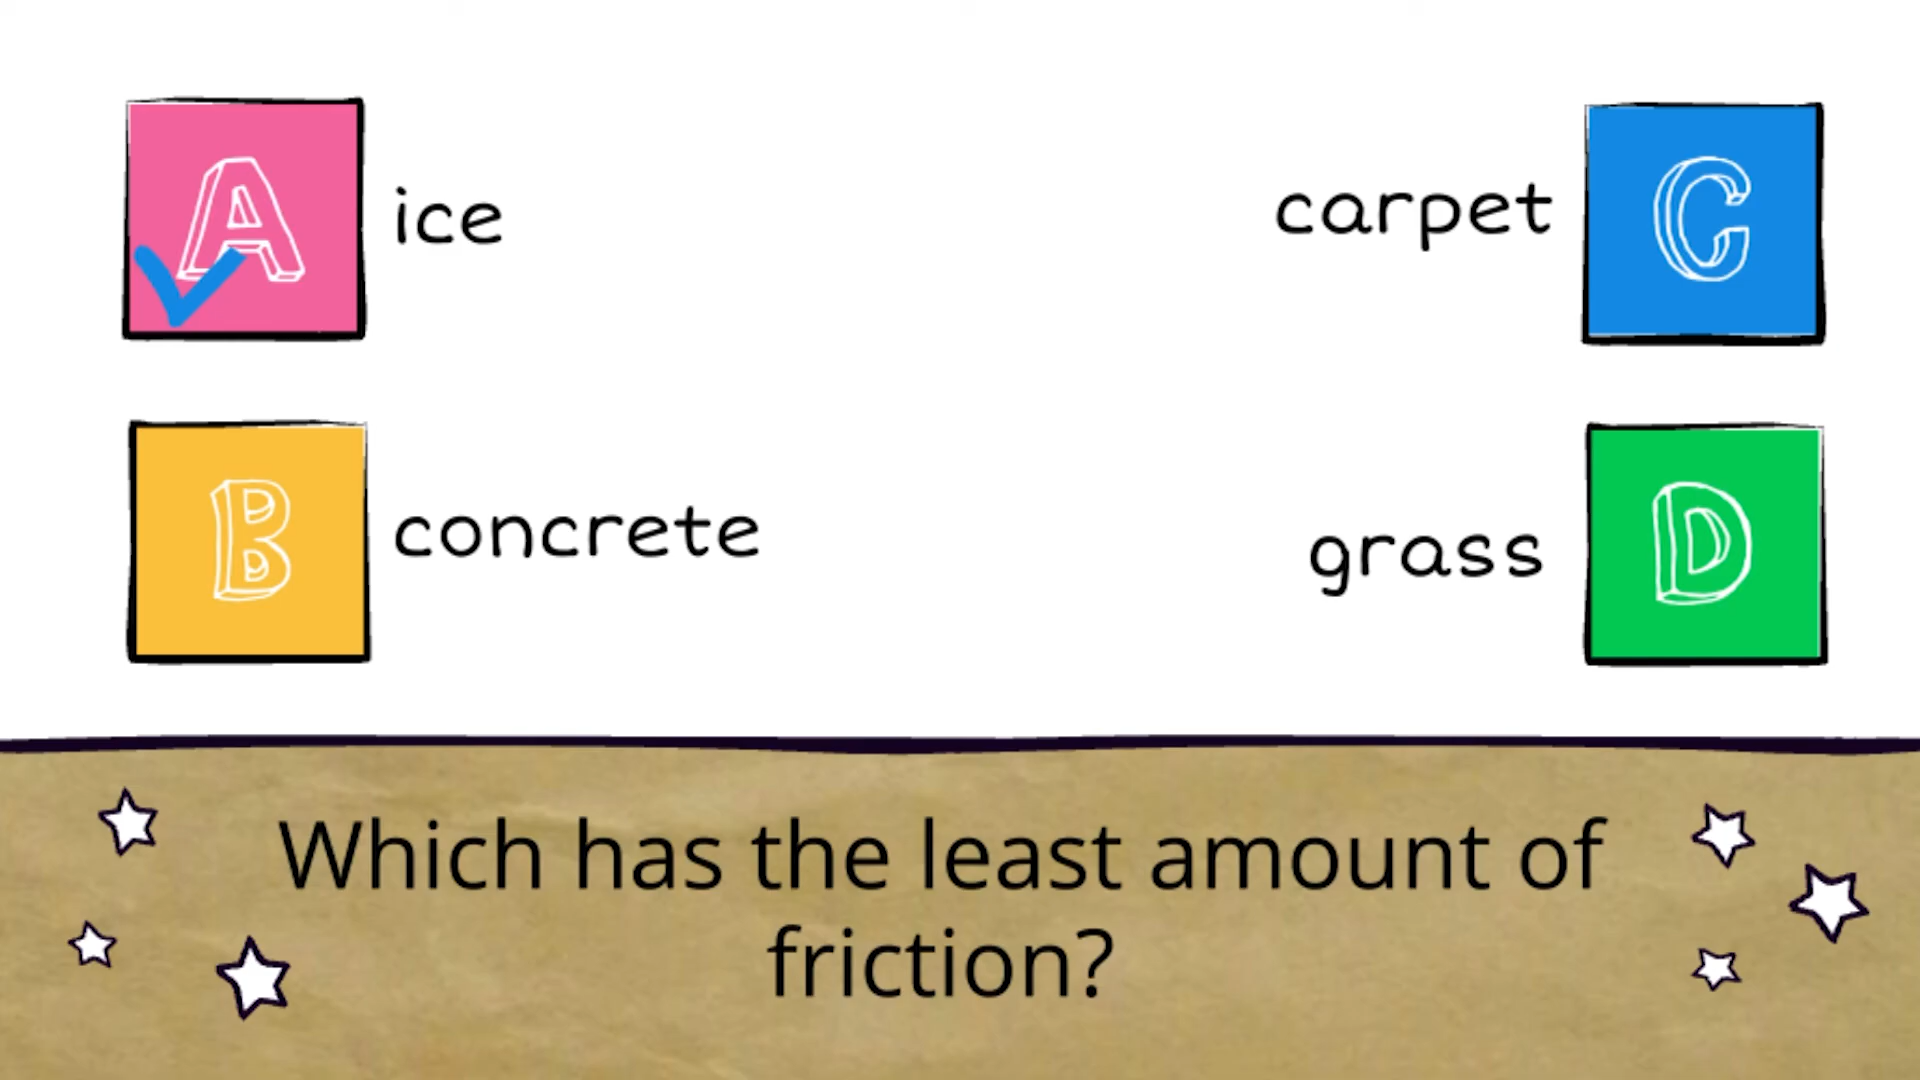 A ice
carpet C
B concrete
grass D
Which has the least amount of
friction?